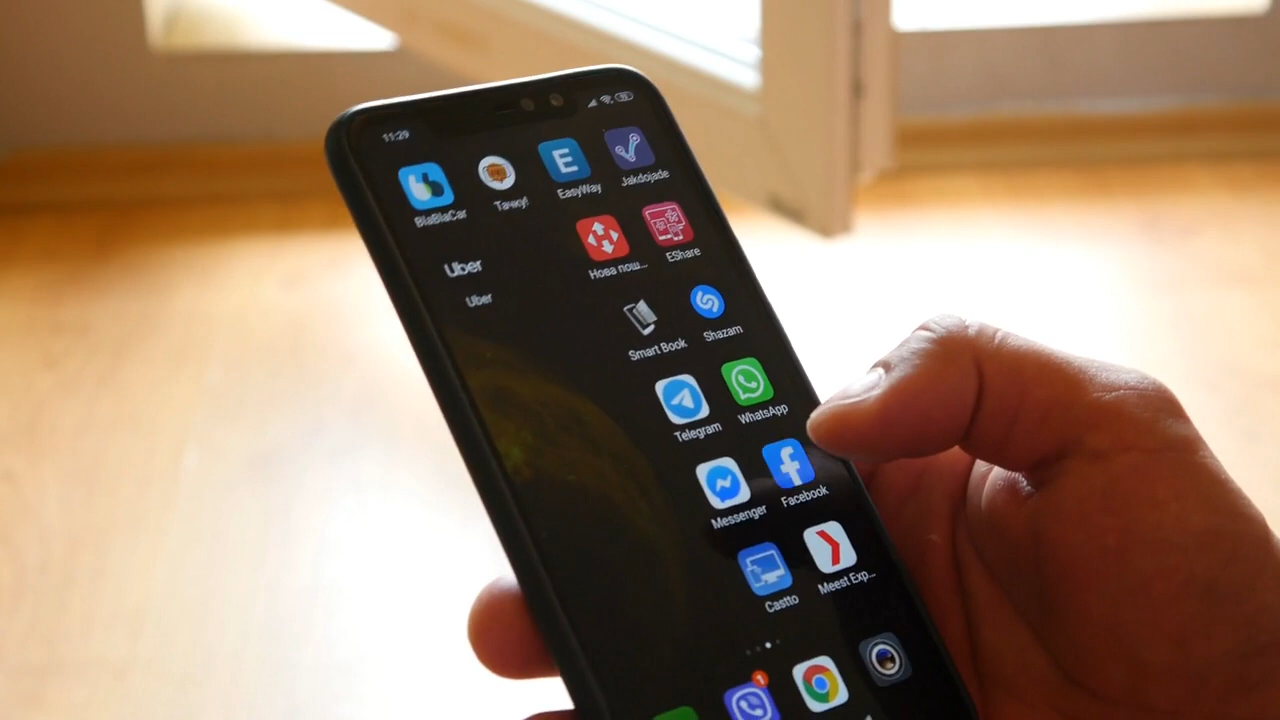 11:29
BlaBlaCar
Тачку!
E
EasyWay
Jakdojade
Uber
Uber
Нова пош...
EShare
Smart Book
Shazam
Telegram
WhatsApp
Messenger
Facebook
Castto
Meest Exp...
1